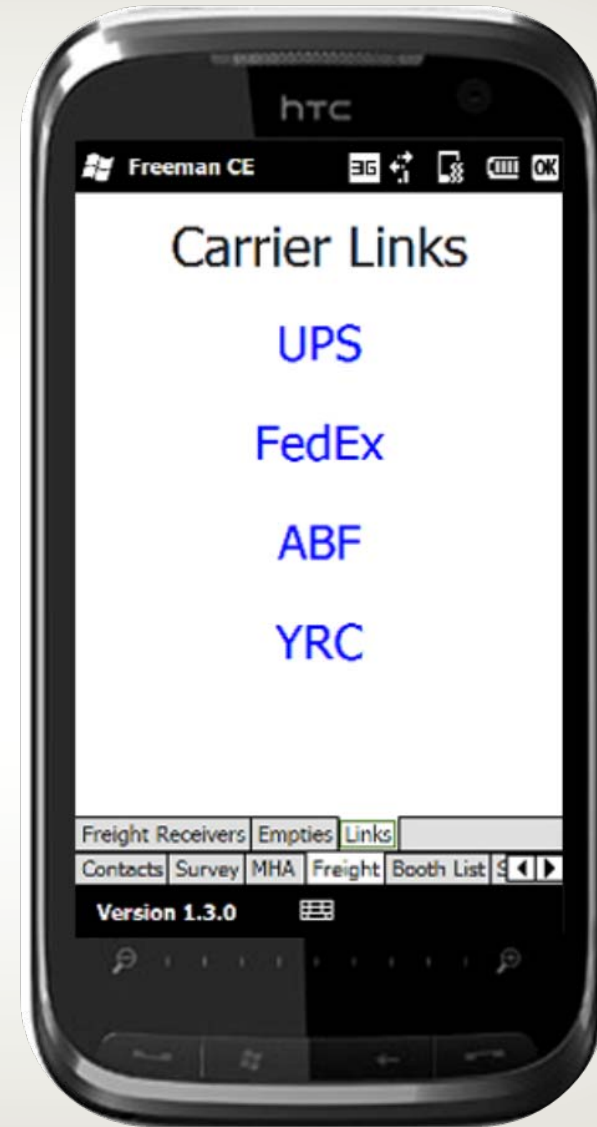 hTC
Freeman CE 3G OK
Carrier Links
UPS
FedEx
ABF
YRC
Freight Receivers Empties Links
Contacts Survey MHA Freight Booth List S
Version 1.3.0